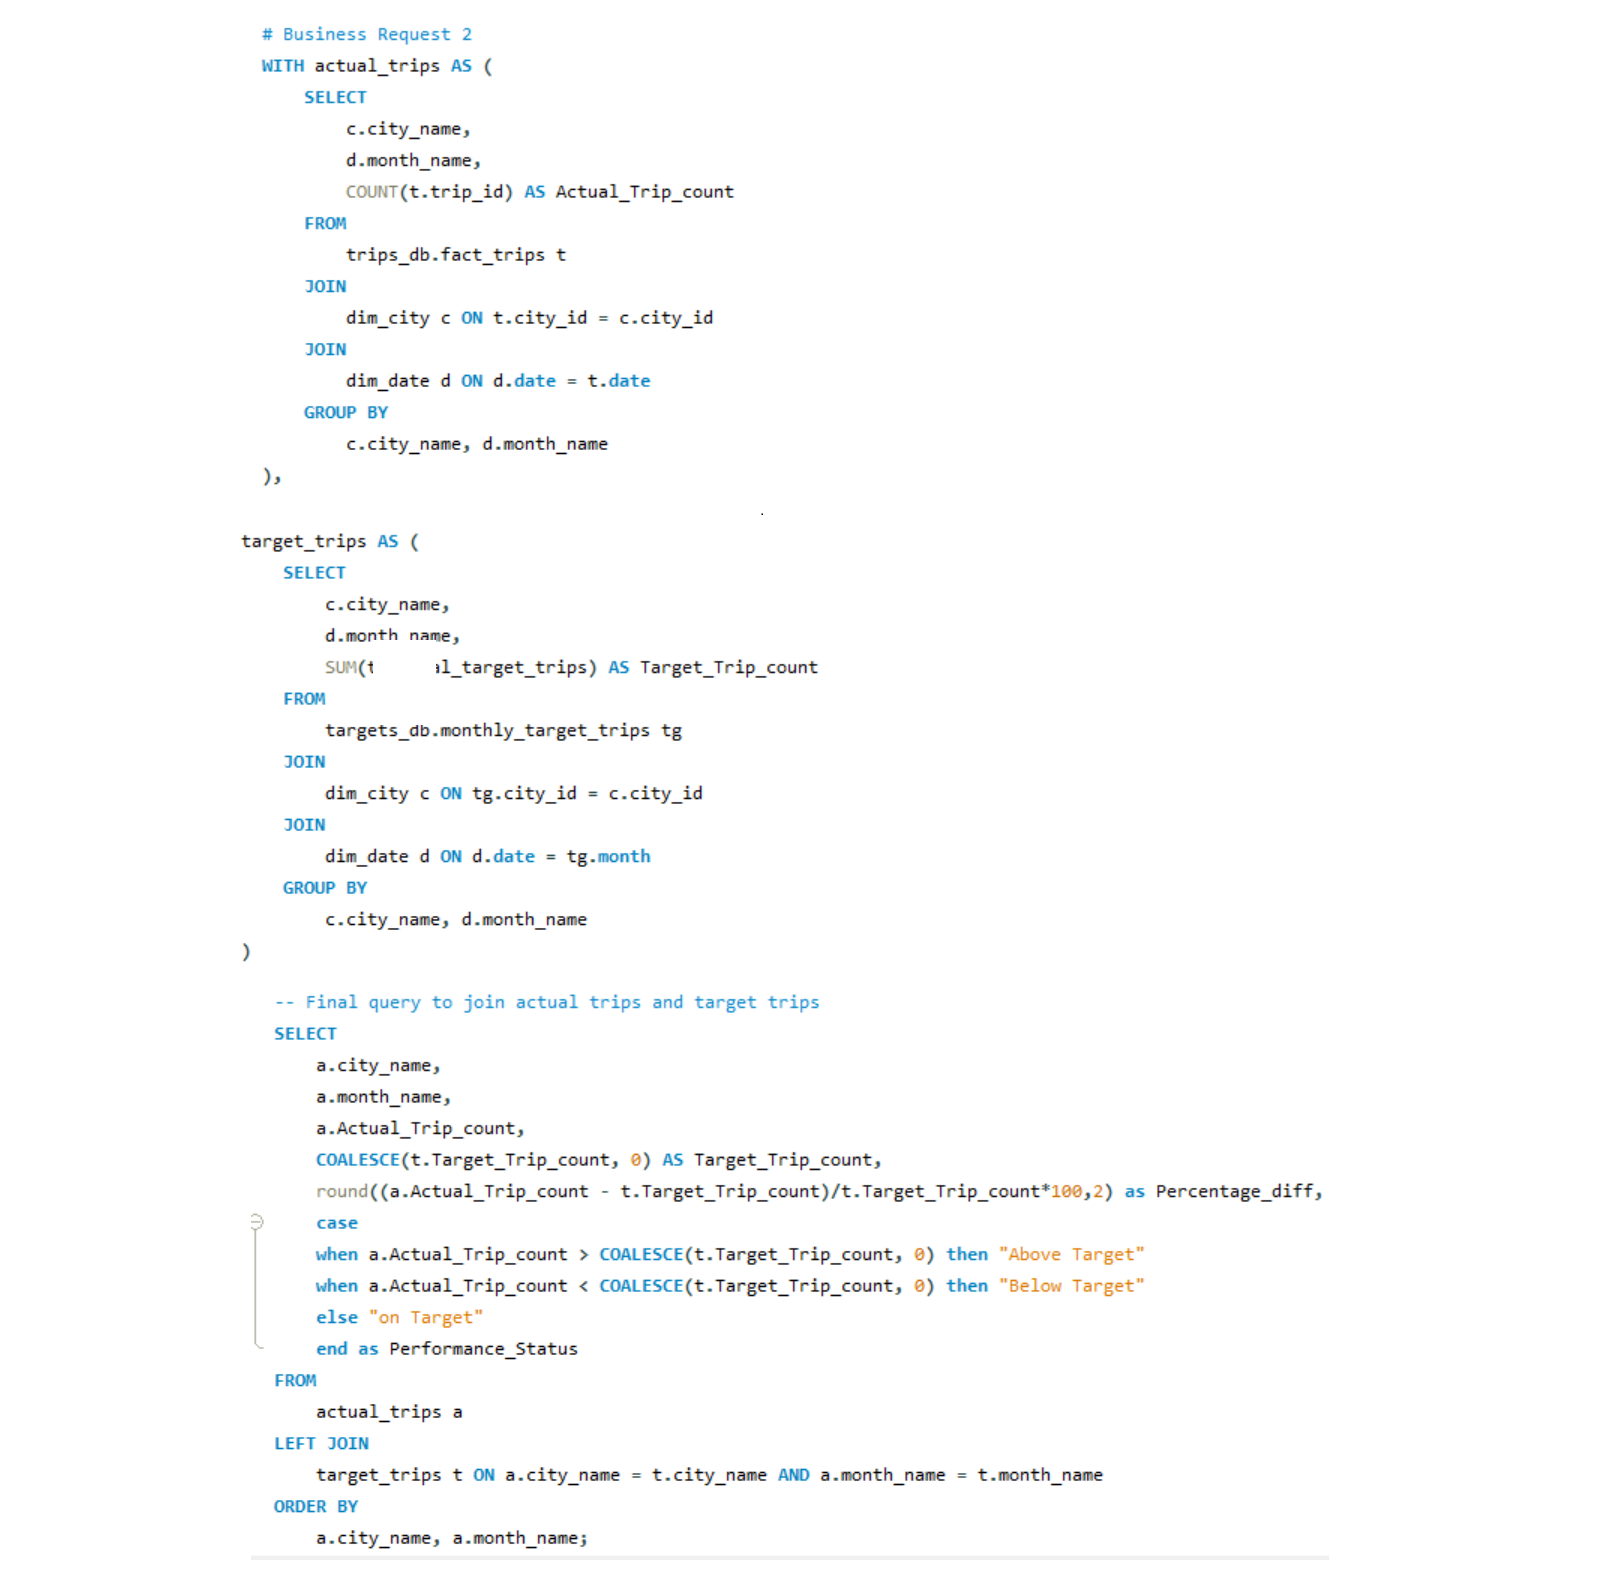 # Business Request 2
WITH actual_trips AS (
SELECT
c.city_name,
d.month_name,
COUNT(t.trip_id) AS Actual_Trip_count
FROM
trips_db.fact_trips t
JOIN
dim_city c ON t.city_id = c.city_id
JOIN
dim_date d ON d.date = t.date
GROUP BY
c.city_name, d.month_name
),
target_trips AS (
SELECT
c.city_name,
d.month_name,
SUM( l_target_trips) AS Target_Trip_count
FROM
targets_db.monthly_target_trips tg
JOIN
dim_city c ON tg.city_id = c.city_id
JOIN
dim_date d ON d.date = tg.month
GROUP BY
c.city_name, d.month_name
)
-- Final query to join actual trips and target trips
SELECT
a.city_name,
a.month_name,
a.Actual_Trip_count,
COALESCE(t.Target_Trip_count, 0) AS Target_Trip_count,
round((a.Actual_Trip_count - t.Target_Trip_count)/t.Target_Trip_count*100,2) as Percentage_diff,
case
when a.Actual_Trip_count > COALESCE(t.Target_Trip_count, 0) then "Above Target"
when a.Actual_Trip_count < COALESCE(t.Target_Trip_count, 0) then "Below Target"
else "on Target"
end as Performance_Status
FROM
actual_trips a
LEFT JOIN
target_trips t ON a.city_name = t.city_name AND a.month_name = t.month_name
ORDER BY
a.city_name, a.month_name;